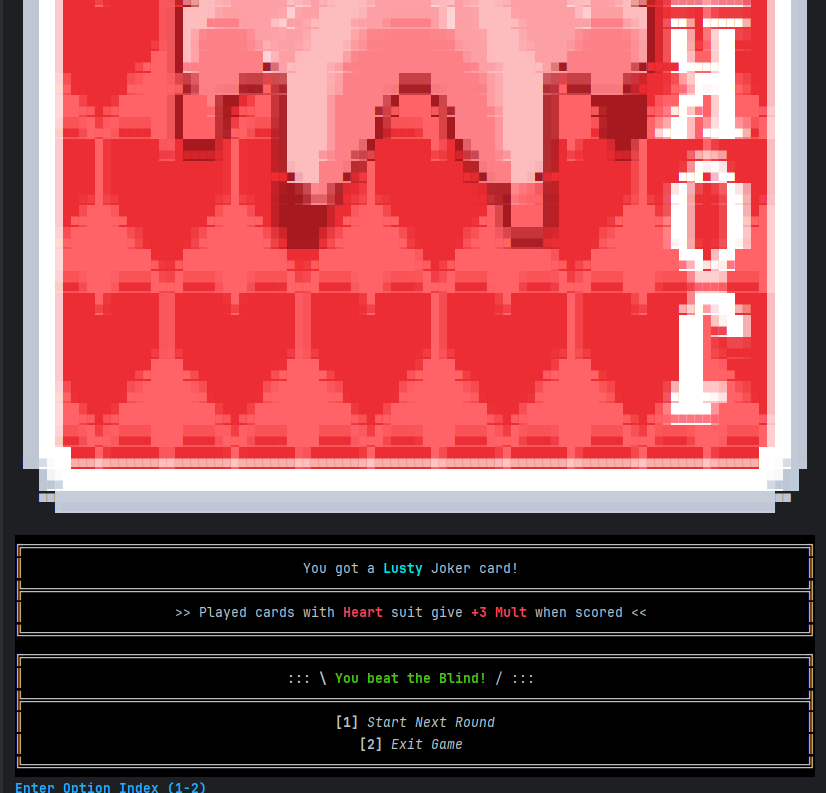 You got a Lusty Joker card!
>> Played cards with Heart suit give +3 Mult when scored <<
::: \ You beat the Blind! / :::
[1] Start Next Round
[2] Exit Game
Enter Option Index (1-2)